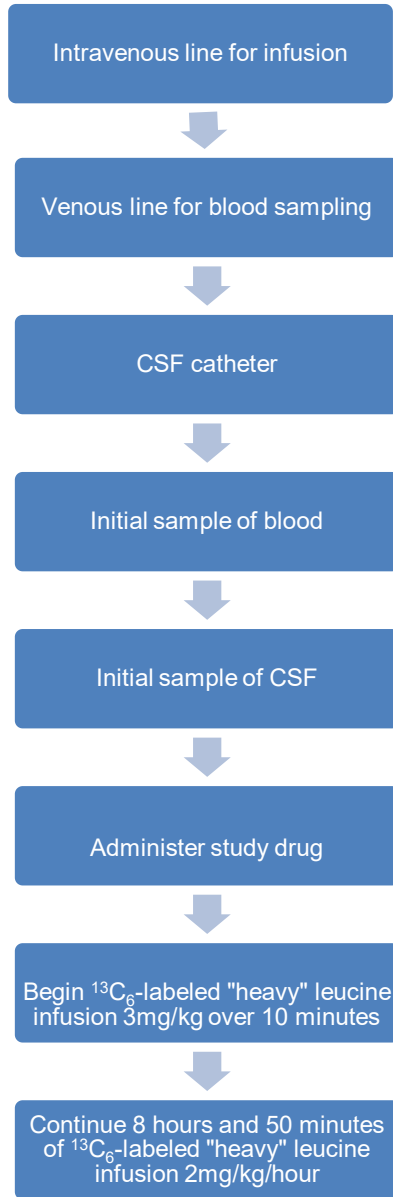 Intravenous line for infusion
Venous line for blood sampling
CSF catheter
Initial sample of blood
Initial sample of CSF
Administer study drug
Begin ¹³C₆-labeled "heavy" leucine
infusion 3mg/kg over 10 minutes
Continue 8 hours and 50 minutes
of ¹³C₆-labeled "heavy" leucine
infusion 2mg/kg/hour